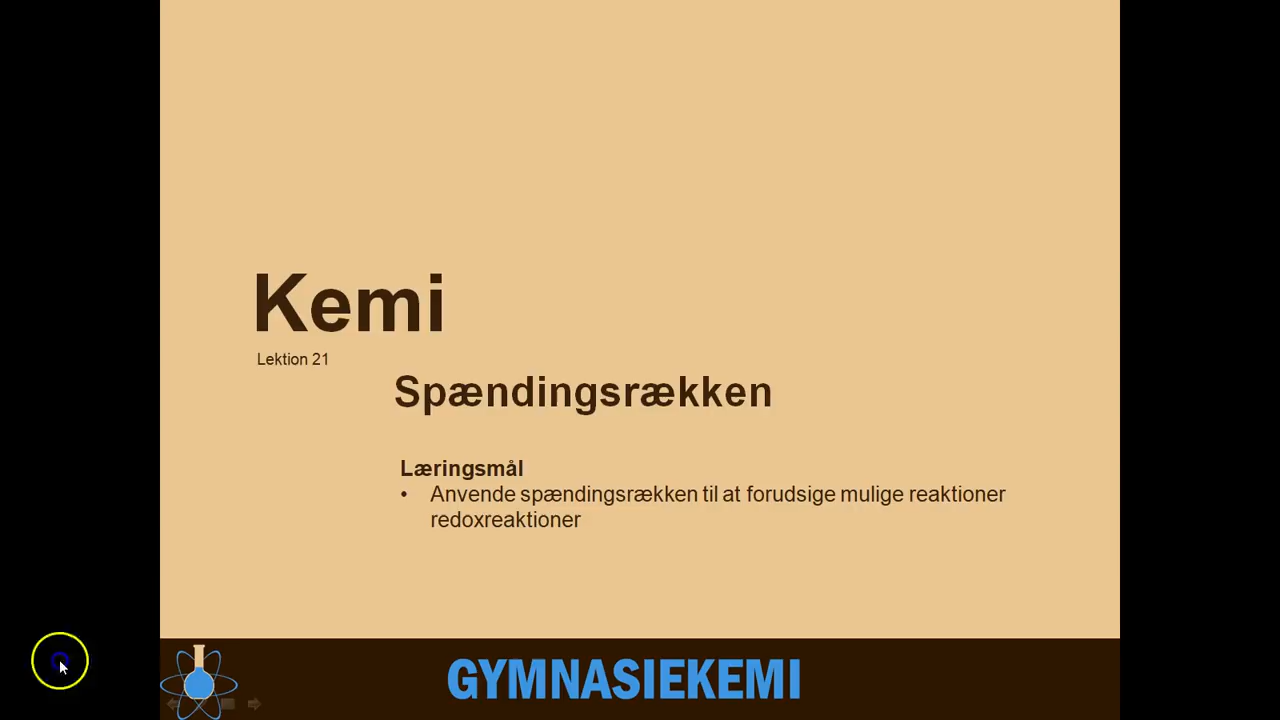 Kemi
Lektion 21
Spændingsrækken
Læringsmål
• Anvende spændingsrækken til at forudsige mulige reaktioner
redoxreaktioner
GYMNASIEKEMI